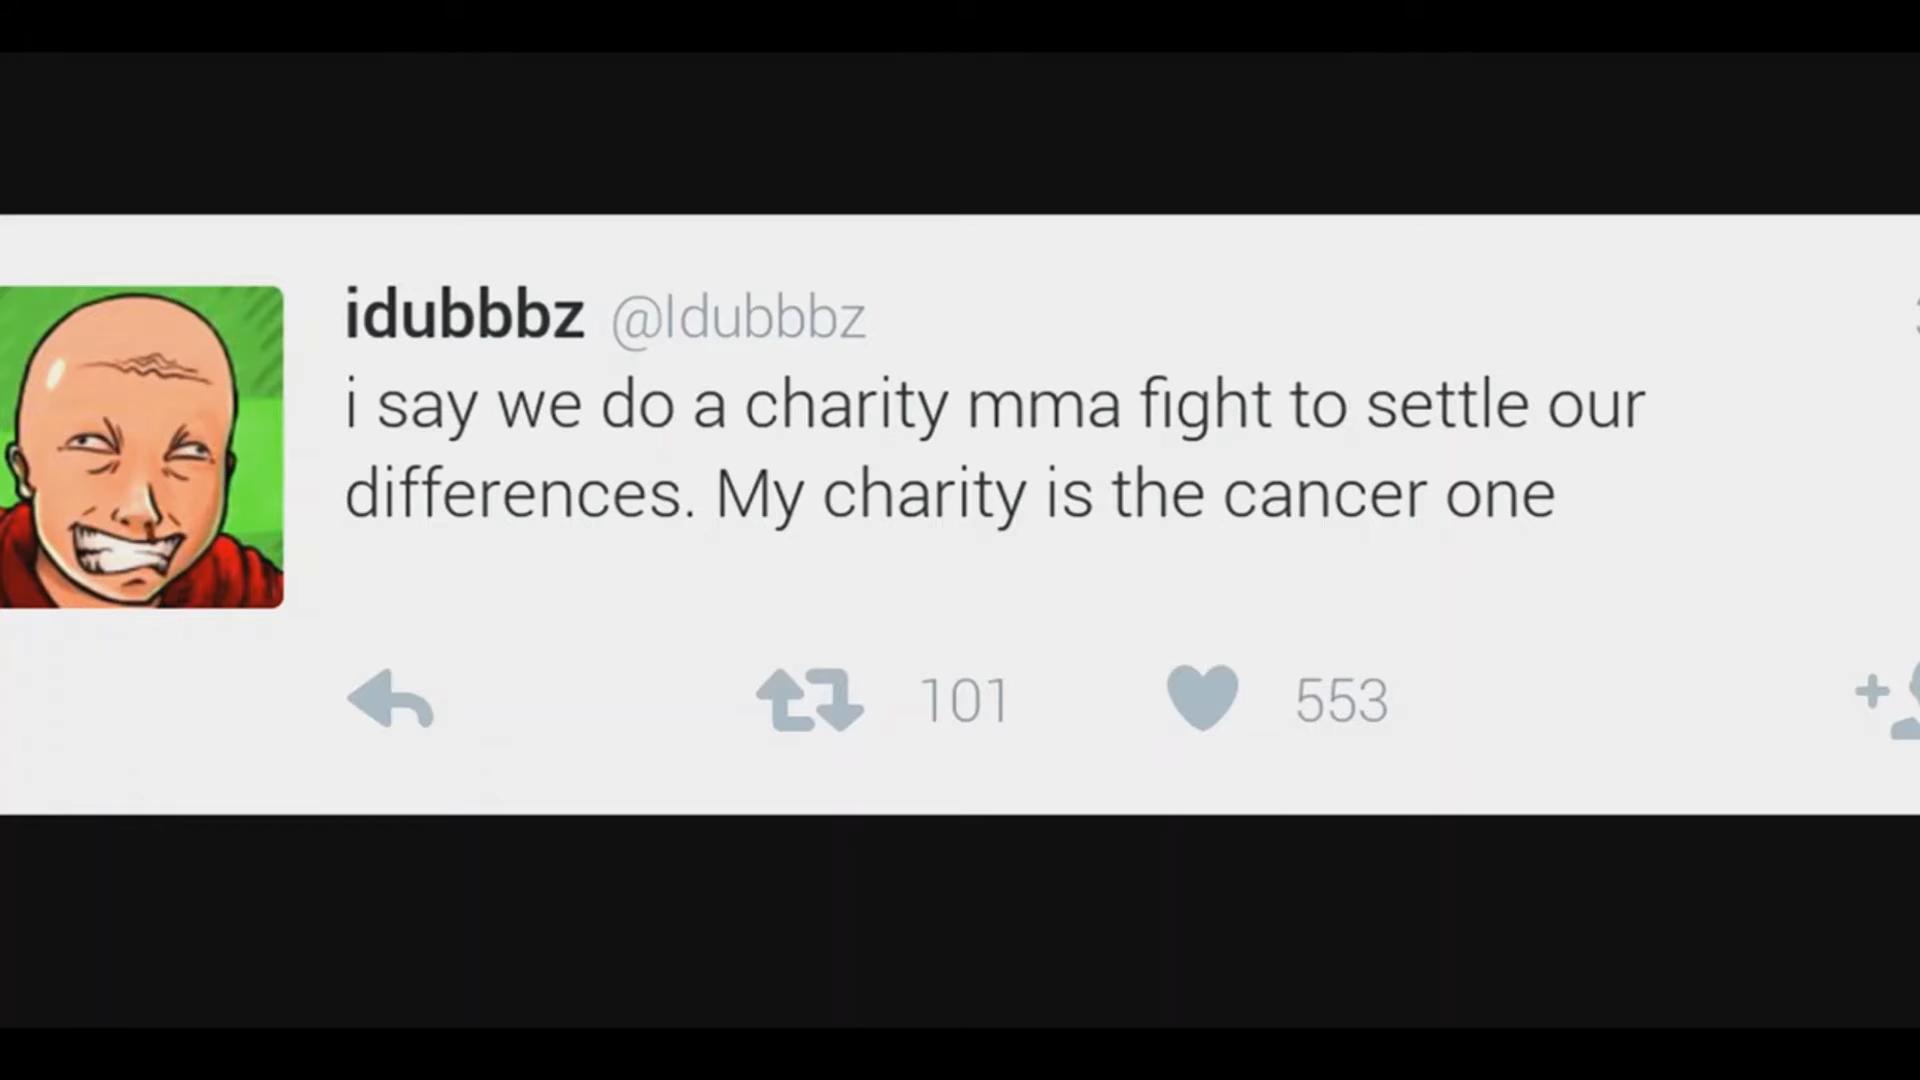 idubbbz @Idubbbz
i say we do a charity mma fight to settle our
differences. My charity is the cancer one
101 553